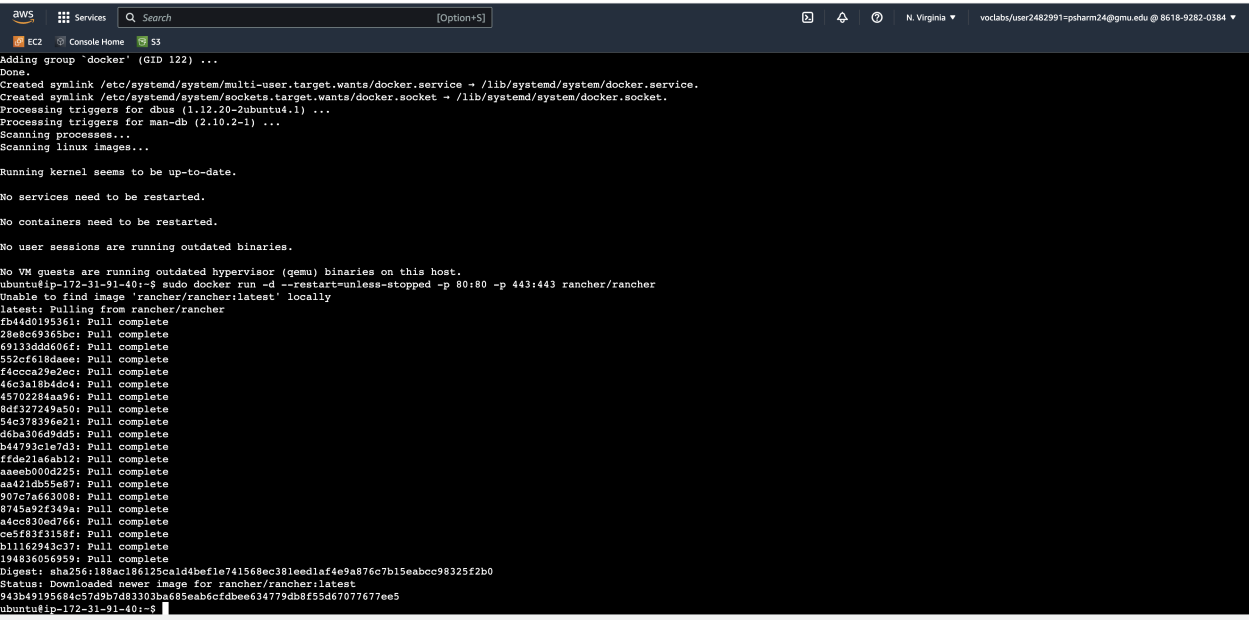 aws
Services
Search
[Option+S]
N. Virginia
voclabs/user2482991=psharm24@gmu.edu @ 8618-9282-0384
EC2
Console Home
S3
Adding group `docker' (GID 122) ...
Done.
Created symlink /etc/systemd/system/multi-user.target.wants/docker.service → /lib/systemd/system/docker.service.
Created symlink /etc/systemd/system/sockets.target.wants/docker.socket → /lib/systemd/system/docker.socket.
Processing triggers for dbus (1.12.20-2ubuntu4.1) ...
Processing triggers for man-db (2.10.2-1) ...
Scanning processes...
Scanning linux images...
Running kernel seems to be up-to-date.
No services need to be restarted.
No containers need to be restarted.
No user sessions are running outdated binaries.
No VM guests are running outdated hypervisor (qemu) binaries on this host.
ubuntu@ip-172-31-91-40:~$ sudo docker run -d --restart=unless-stopped -p 80:80 -p 443:443 rancher/rancher
Unable to find image 'rancher/rancher:latest' locally
latest: Pulling from rancher/rancher
fb44d0195361: Pull complete
28e8c69365bc: Pull complete
69133ddd606f: Pull complete
552cf618daee: Pull complete
f4ccca29e2ec: Pull complete
46c3a18b4dc4: Pull complete
45702284aa96: Pull complete
8df327249a50: Pull complete
54c378396e21: Pull complete
d6ba306d9dd5: Pull complete
b44793c1e7d3: Pull complete
ffde21a6ab12: Pull complete
aaeeb000d225: Pull complete
aa421db55e87: Pull complete
907c7a663008: Pull complete
8745a92f349a: Pull complete
a4cc830ed766: Pull complete
ce5f83f3158f: Pull complete
b11162943c37: Pull complete
194836056959: Pull complete
Digest: sha256:188ac186125ca1d4bef1e741568ec381eed1af4e9a876c7b15eabcc98325f2b0
Status: Downloaded newer image for rancher/rancher:latest
943b49195684c57d9b7d83303ba685eab6cfdbee634779db8f55d67077677ee5
ubuntu@ip-172-31-91-40:~$